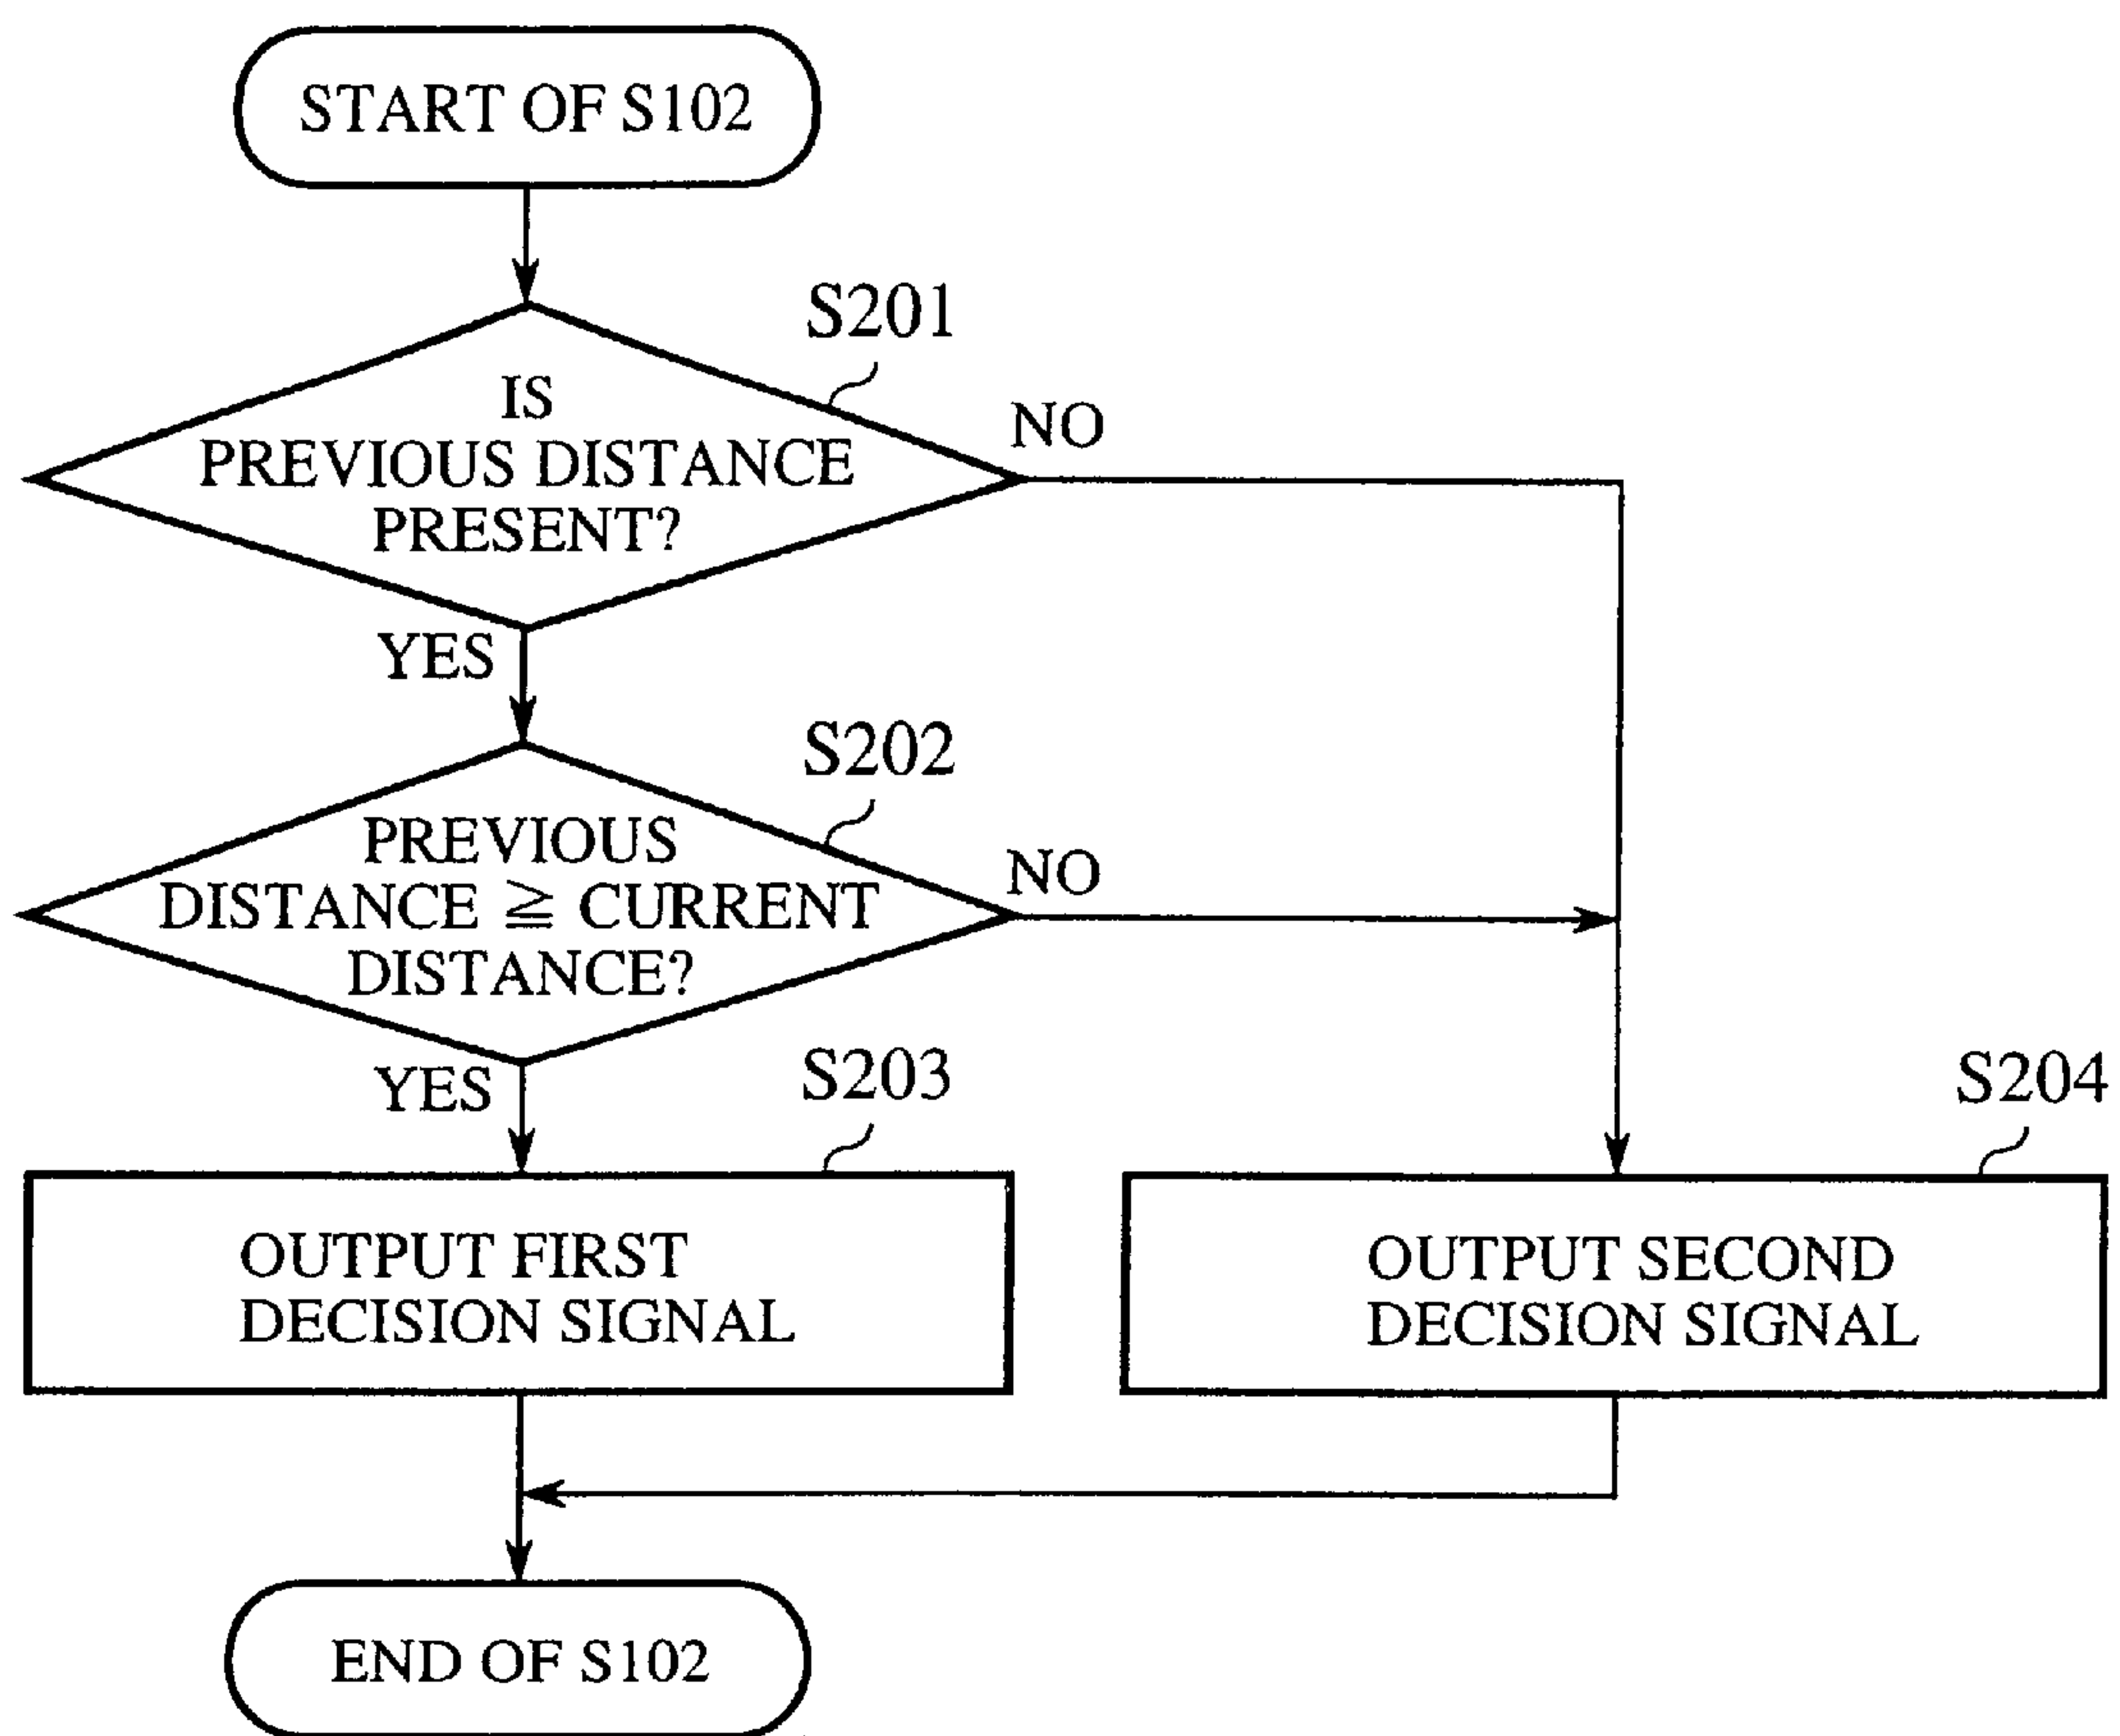 START OF S102
S201
IS
PREVIOUS DISTANCE
PRESENT?
NO
YES
S202
PREVIOUS
DISTANCE ≧ CURRENT
DISTANCE?
NO
YES
S203
OUTPUT FIRST
DECISION SIGNAL
S204
OUTPUT SECOND
DECISION SIGNAL
END OF S102